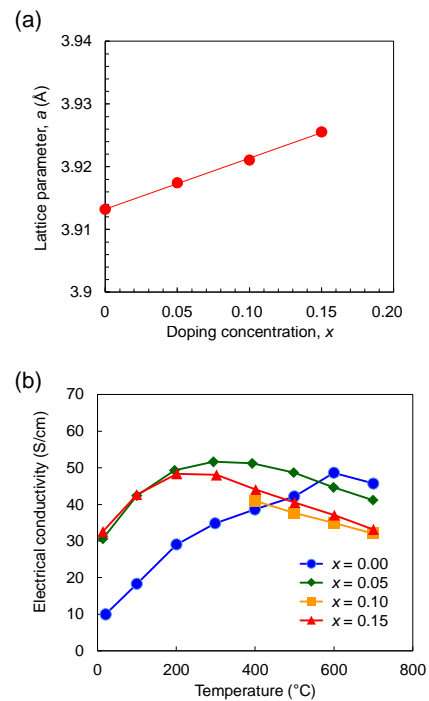 (a)
3.94
3.93
3.92
3.91
3.9
Lattice parameter, a (Å)
0 0.05 0.10 0.15 0.20
Doping concentration, x
(b)
70
60
50
40
30
20
10
0
Electrical conductivity (S/cm)
x = 0.00
x = 0.05
x = 0.10
x = 0.15
0 200 400 600 800
Temperature (°C)